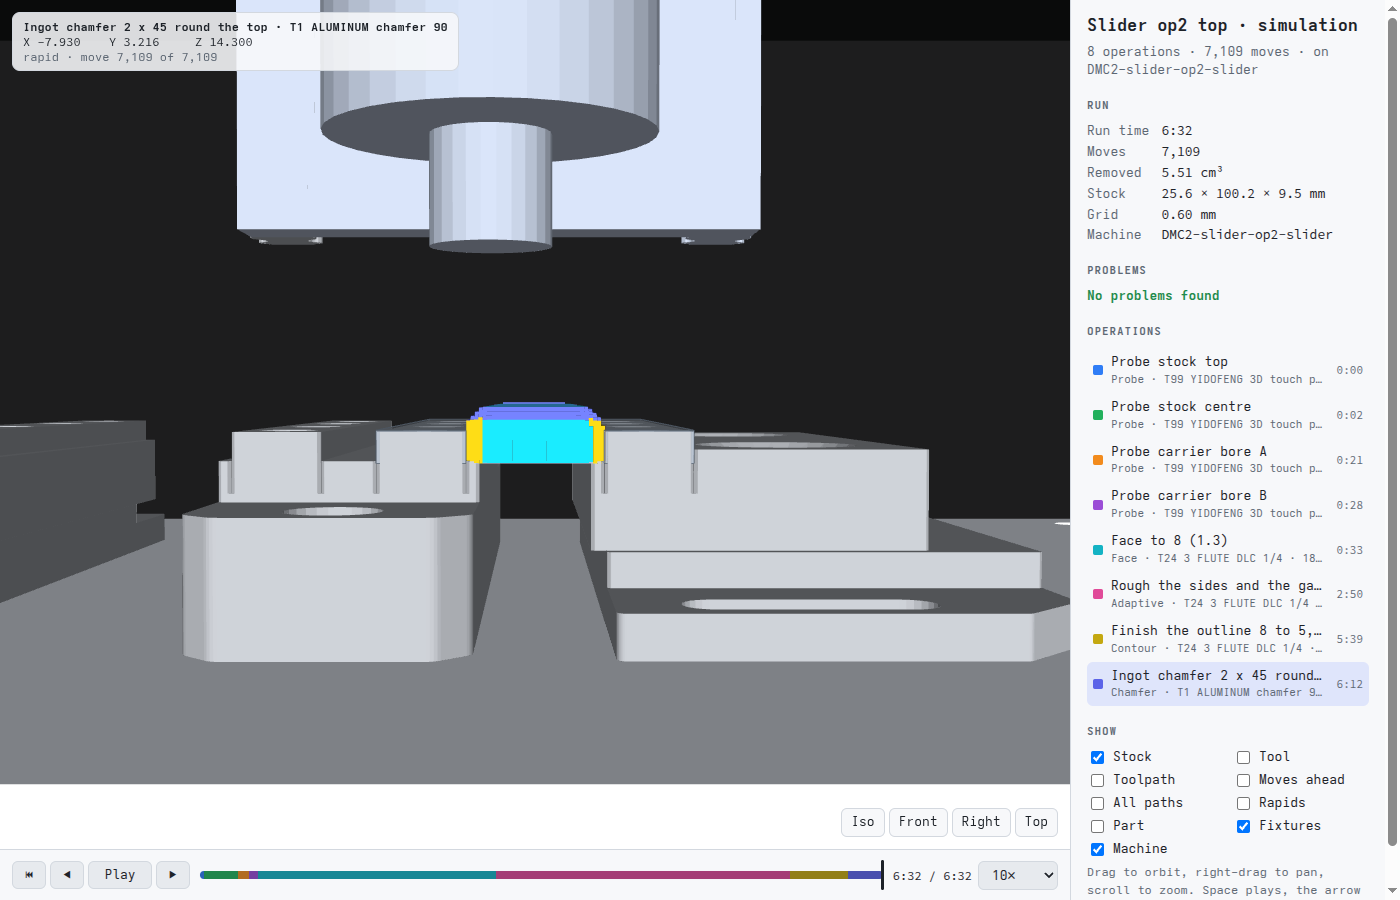 Ingot chamfer 2 x 45 round the top · T1 ALUMINUM chamfer 90
X -7.930 Y 3.216 Z 14.300
rapid · move 7,109 of 7,109
Iso
Front
Right
Top
⏮
◀
Play
▶
6:32 / 6:32
10×
Slider op2 top · simulation
8 operations · 7,109 moves · on
DMC2-slider-op2-slider
RUN
Run time 6:32
Moves 7,109
Removed 5.51 cm³
Stock 25.6 × 100.2 × 9.5 mm
Grid 0.60 mm
Machine DMC2-slider-op2-slider
PROBLEMS
No problems found
OPERATIONS
Probe stock top
Probe · T99 YIDOFENG 3D touch p… 0:00
Probe stock centre
Probe · T99 YIDOFENG 3D touch p… 0:02
Probe carrier bore A
Probe · T99 YIDOFENG 3D touch p… 0:21
Probe carrier bore B
Probe · T99 YIDOFENG 3D touch p… 0:28
Face to 8 (1.3)
Face · T24 3 FLUTE DLC 1/4 · 18… 0:33
Rough the sides and the ga…
Adaptive · T24 3 FLUTE DLC 1/4 … 2:50
Finish the outline 8 to 5,…
Contour · T24 3 FLUTE DLC 1/4 ·… 5:39
Ingot chamfer 2 x 45 round…
Chamfer · T1 ALUMINUM chamfer 9… 6:12
SHOW
Stock Tool
Toolpath Moves ahead
All paths Rapids
Part Fixtures
Machine
Drag to orbit, right-drag to pan,
scroll to zoom. Space plays, the arrow